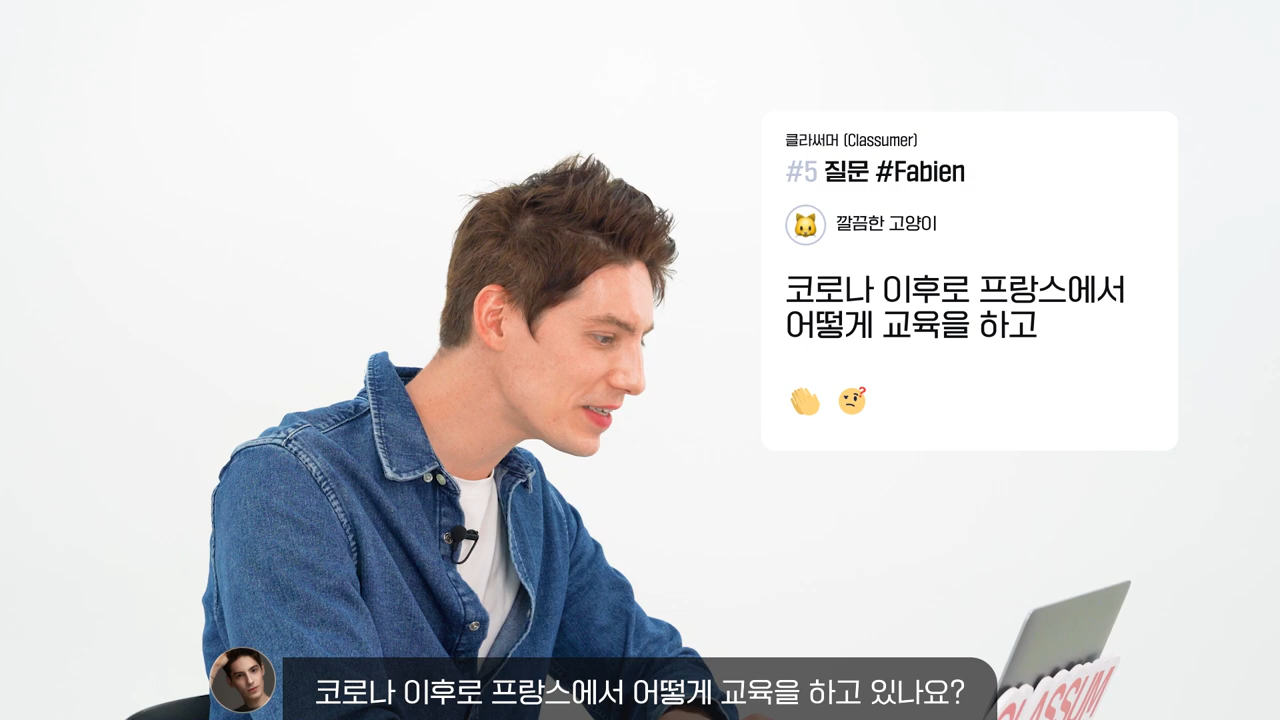 클라써머 (Classumer)
#5 질문 #Fabien
깔끔한 고양이
코로나 이후로 프랑스에서
어떻게 교육을 하고
코로나 이후로 프랑스에서 어떻게 교육을 하고 있나요?
CLASSUM